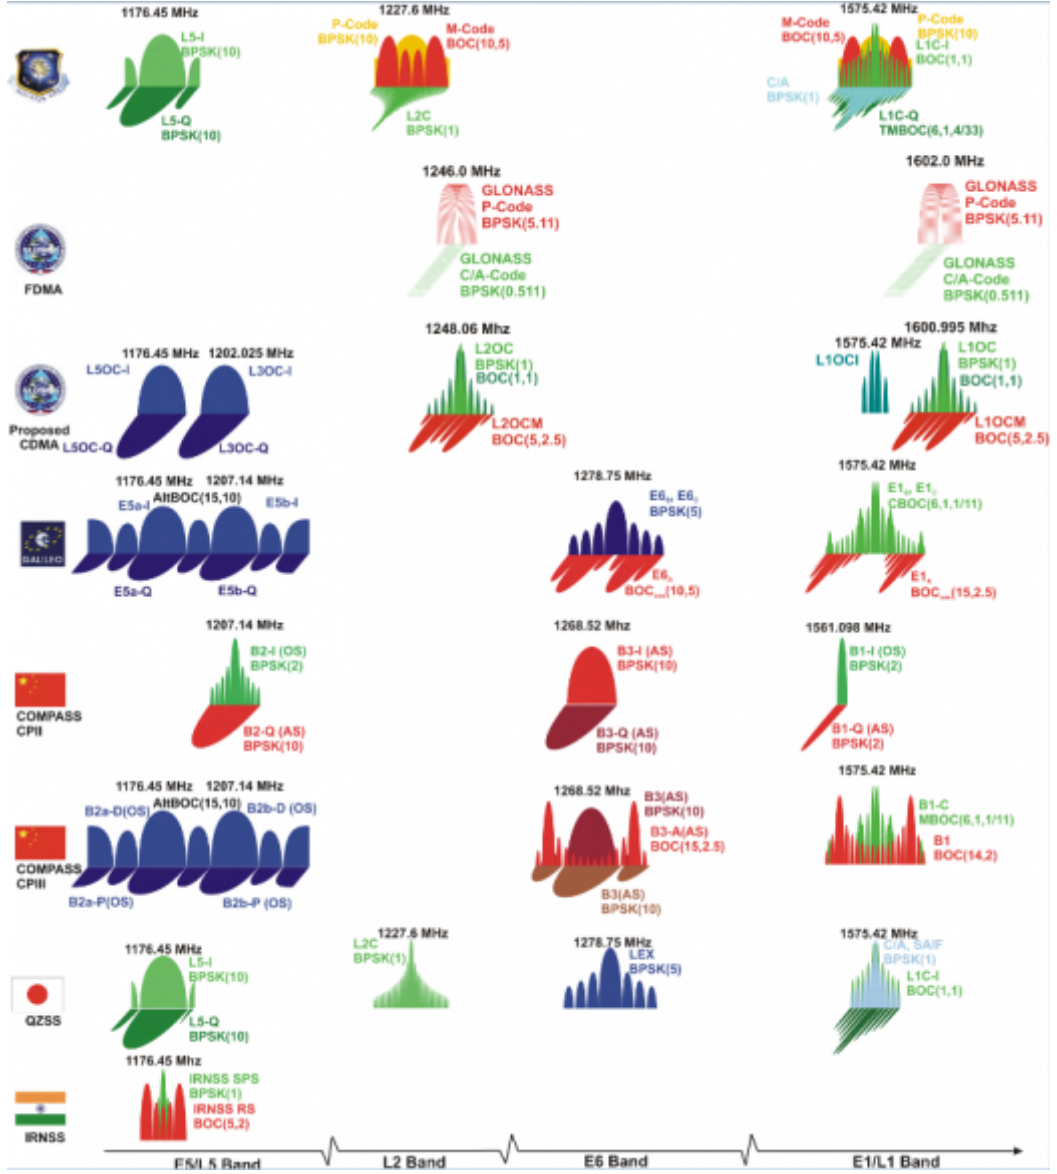 1176.45 MHz
L5-I
BPSK(10)
L5-Q
BPSK(10)
1227.6 MHz
P-Code
BPSK(10)
M-Code
BOC(10,5)
L2C
BPSK(1)
1575.42 MHz
M-Code
BOC(10,5)
P-Code
BPSK(10)
L1C-I
BOC(1,1)
C/A
BPSK(1)
L1C-Q
TMBOC(6,1,4/33)
FDMA
1246.0 MHz
GLONASS
P-Code
BPSK(5.11)
GLONASS
C/A-Code
BPSK(0.511)
1602.0 MHz
GLONASS
P-Code
BPSK(5.11)
GLONASS
C/A-Code
BPSK(0.511)
Proposed
CDMA
1176.45 MHz 1202.025 MHz
L5OC-I
L3OC-I
L5OC-Q
L3OC-Q
1248.06 Mhz
L2OC
BPSK(1)
BOC(1,1)
L2OCM
BOC(5,2.5)
1575.42 MHz
L1OCI
1600.995 Mhz
L1OC
BPSK(1)
BOC(1,1)
L1OCM
BOC(5,2.5)
GALILEO
1176.45 MHz 1207.14 MHz
AltBOC(15,10)
E5a-I
E5b-I
E5a-Q
E5b-Q
1278.75 MHz
E6, E6
BPSK(5)
E6
BOC(10,5)
1575.42 MHz
E1, E1
CBOC(6,1,1/11)
E1
BOC(15,2.5)
COMPASS
CPII
1207.14 MHz
B2-I (OS)
BPSK(2)
B2-Q (AS)
BPSK(10)
1268.52 Mhz
B3-I (AS)
BPSK(10)
B3-Q (AS)
BPSK(10)
1561.098 MHz
B1-I (OS)
BPSK(2)
B1-Q (AS)
BPSK(2)
COMPASS
CPIII
1176.45 MHz 1207.14 MHz
AltBOC(15,10)
B2a-D(OS)
B2b-D (OS)
B2a-P(OS)
B2b-P (OS)
1268.52 Mhz
B3(AS)
BPSK(10)
B3-A(AS)
BOC(15,2.5)
B3(AS)
BPSK(10)
1575.42 MHz
B1-C
MBOC(6,1,1/11)
B1
BOC(14,2)
QZSS
1176.45 MHz
L5-I
BPSK(10)
L5-Q
BPSK(10)
1227.6 MHz
L2C
BPSK(1)
1278.75 MHz
LEX
BPSK(5)
1575.42 MHz
C/A, SAIF
BPSK(1)
L1C-I
BOC(1,1)
IRNSS
1176.45 Mhz
IRNSS SPS
BPSK(1)
IRNSS RS
BOC(5,2)
E5/L5 Band
L2 Band
E6 Band
E1/L1 Band